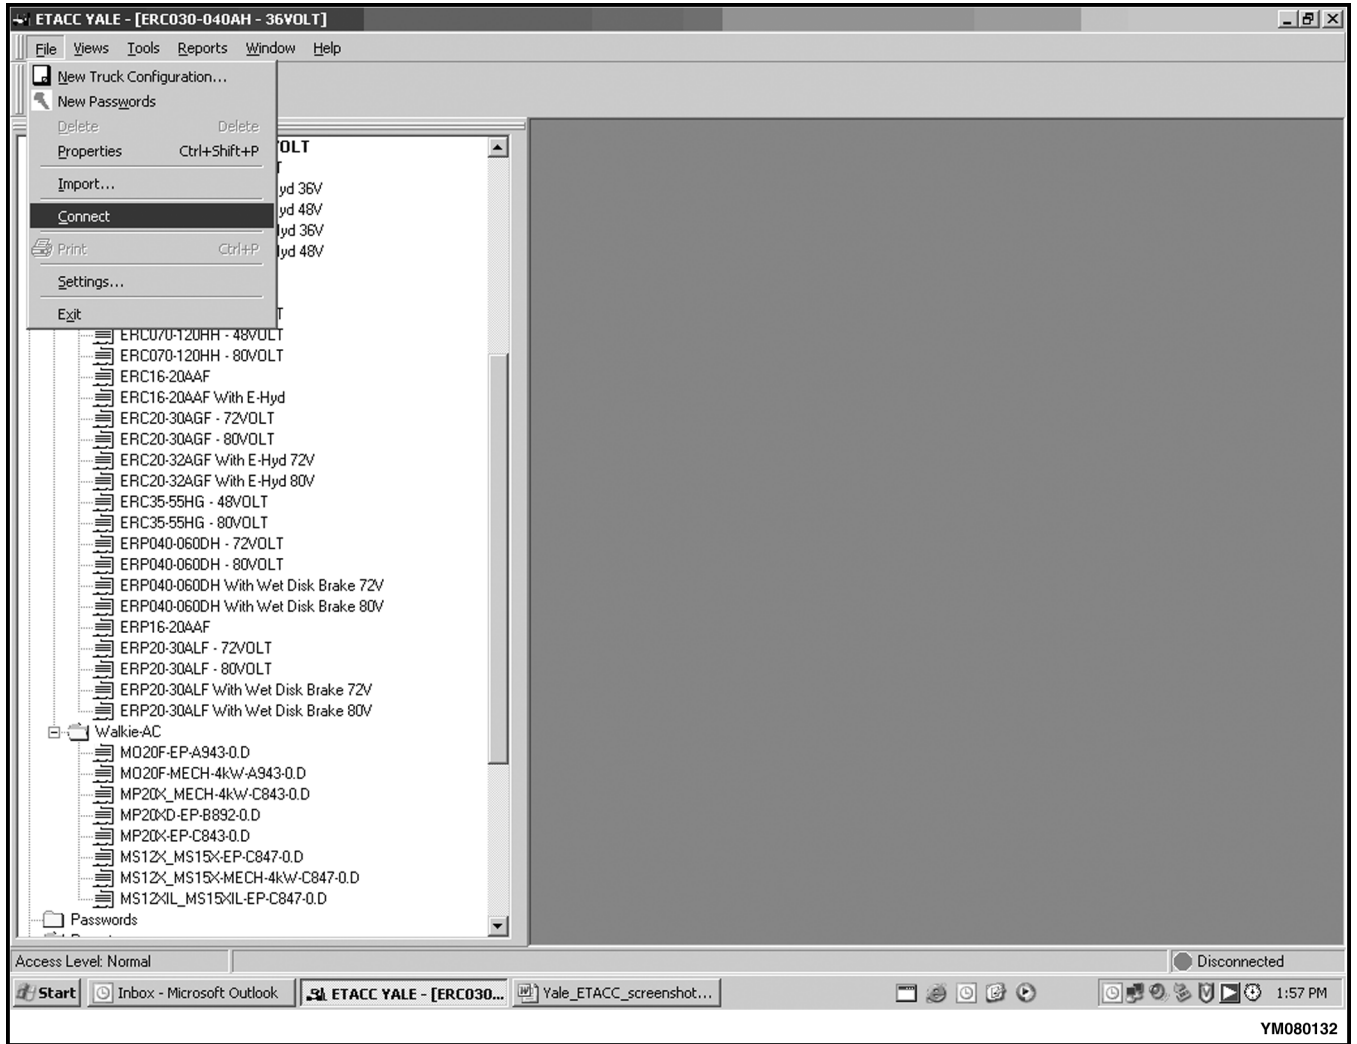 ETACC YALE - [ERC030-040AH - 36VOLT]
File Views Tools Reports Window Help
New Truck Configuration...
New Passwords
Delete Delete
Properties Ctrl+Shift+P
Import...
Connect
Print Ctrl+P
Settings...
Exit
OLT
T
yd 36V
yd 48V
lyd 36V
lyd 48V
T
ERC070-120HH - 48VOLT
ERC070-120HH - 80VOLT
ERC16-20AAF
ERC16-20AAF With E-Hyd
ERC20-30AGF - 72VOLT
ERC20-30AGF - 80VOLT
ERC20-32AGF With E-Hyd 72V
ERC20-32AGF With E-Hyd 80V
ERC35-55HG - 48VOLT
ERC35-55HG - 80VOLT
ERP040-060DH - 72VOLT
ERP040-060DH - 80VOLT
ERP040-060DH With Wet Disk Brake 72V
ERP040-060DH With Wet Disk Brake 80V
ERP16-20AAF
ERP20-30ALF - 72VOLT
ERP20-30ALF - 80VOLT
ERP20-30ALF With Wet Disk Brake 72V
ERP20-30ALF With Wet Disk Brake 80V
Walkie-AC
MO20F-EP-A943-0.D
MO20F-MECH-4kW-A943-0.D
MP20X_MECH-4kW-C843-0.D
MP20XD-EP-B892-0.D
MP20X-EP-C843-0.D
MS12X_MS15X-EP-C847-0.D
MS12X_MS15X-MECH-4kW-C847-0.D
MS12XIL_MS15XIL-EP-C847-0.D
Passwords
Access Level: Normal
Disconnected
Start Inbox - Microsoft Outlook ETACC YALE - [ERC030... Yale_ETACC_screenshot... 1:57 PM
YM080132